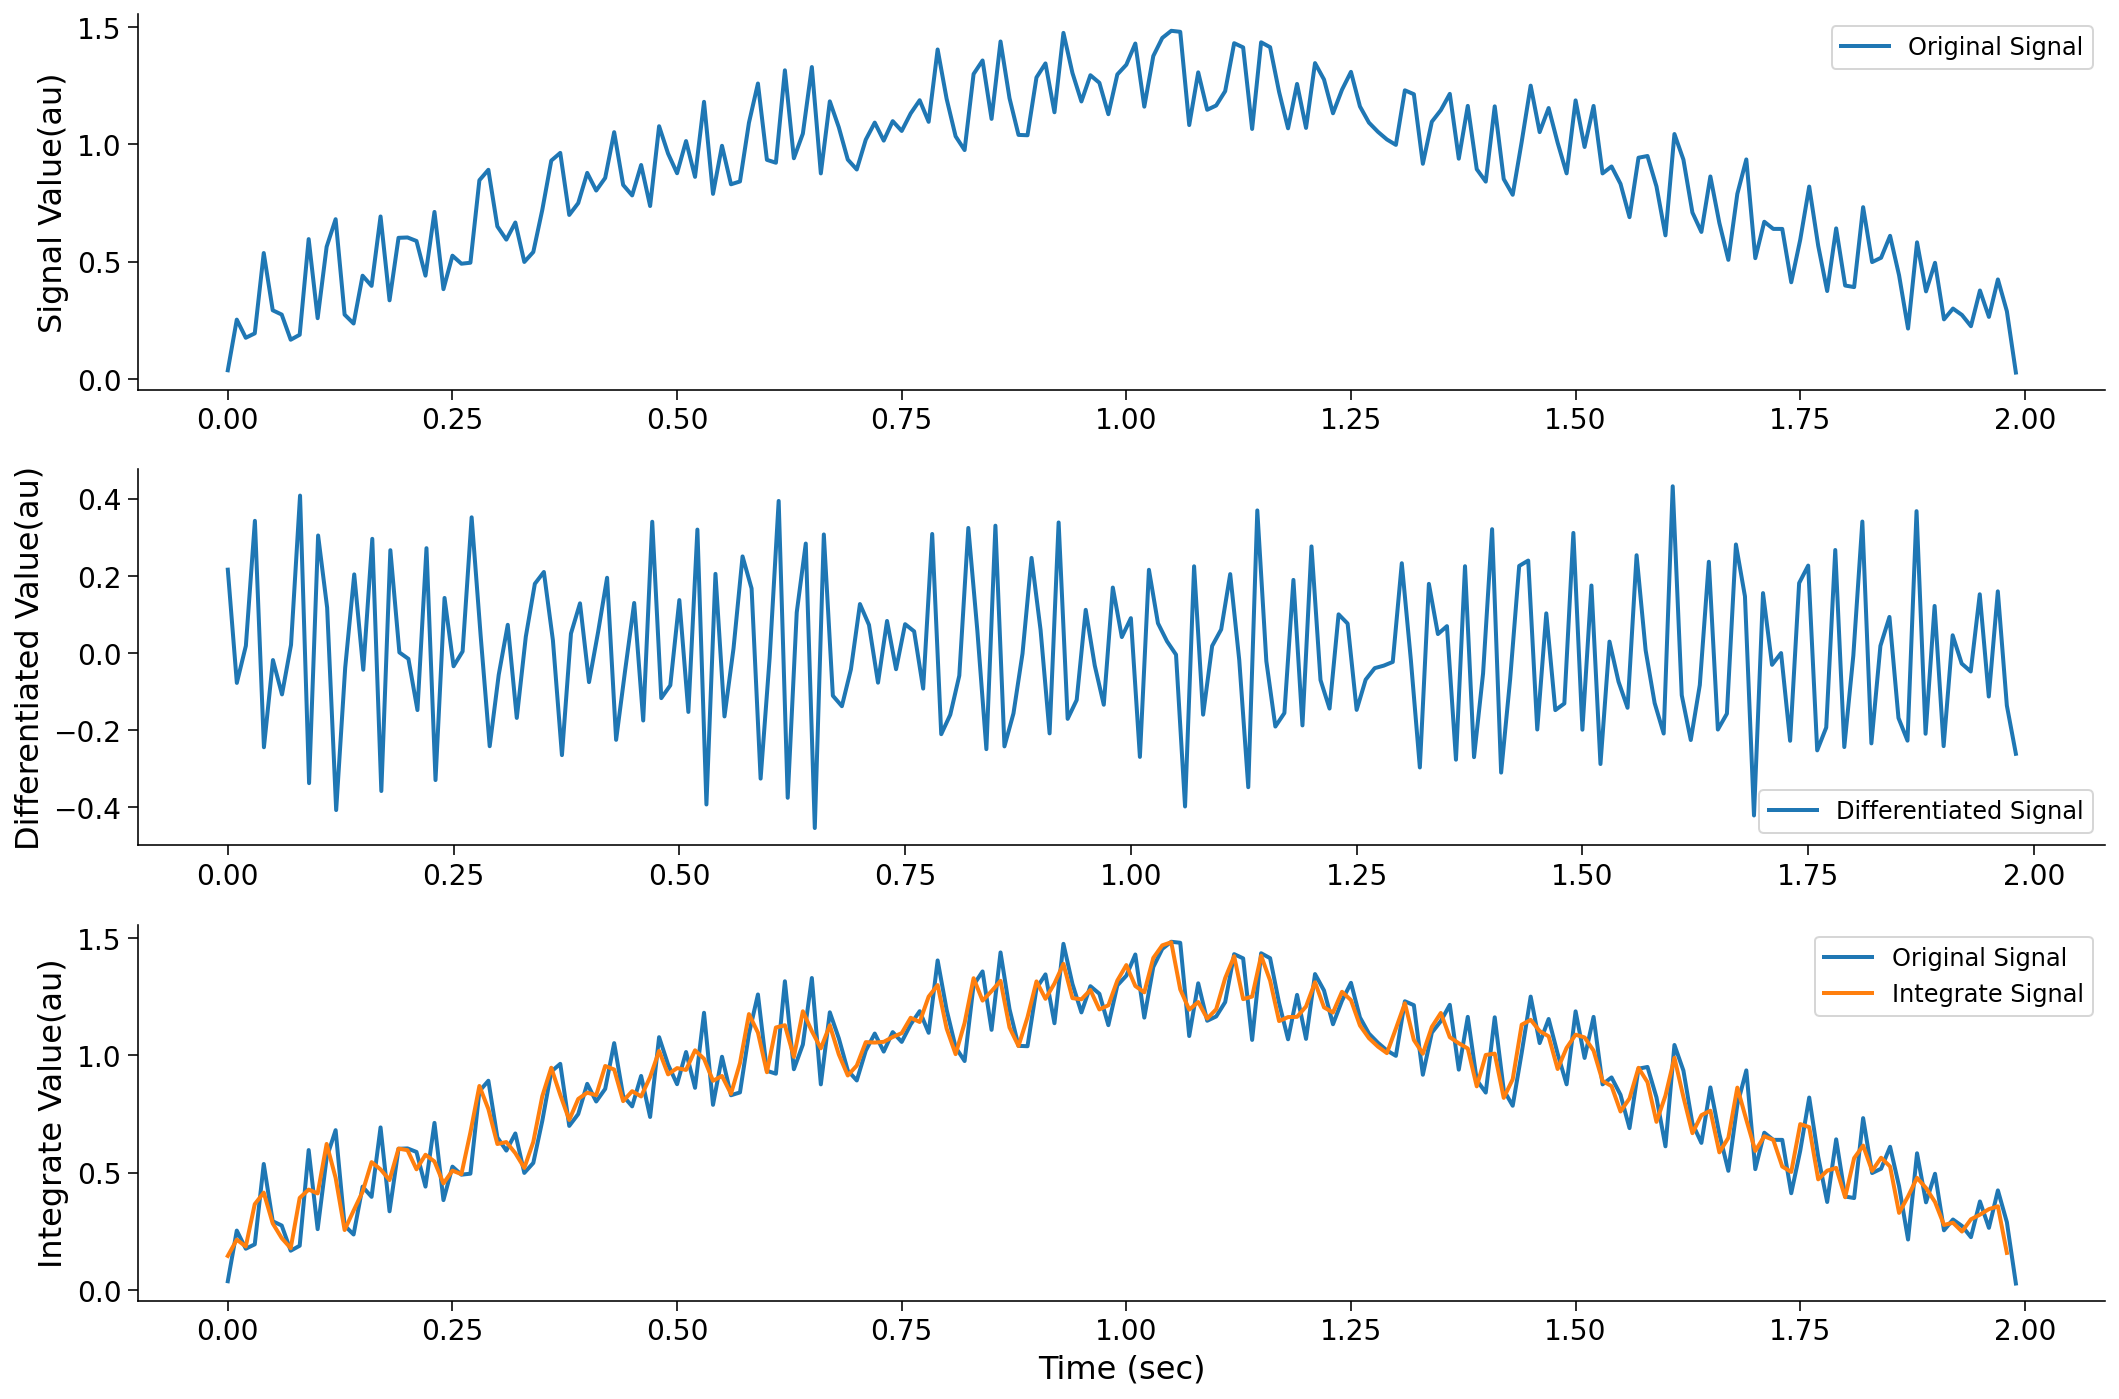 Signal Value(au)
1.5
1.0
0.5
0.0
Original Signal
0.00 0.25 0.50 0.75 1.00 1.25 1.50 1.75 2.00
Differentiated Value(au)
0.4
0.2
0.0
−0.2
−0.4
Differentiated Signal
0.00 0.25 0.50 0.75 1.00 1.25 1.50 1.75 2.00
Integrate Value(au)
1.5
1.0
0.5
0.0
Original Signal
Integrate Signal
0.00 0.25 0.50 0.75 1.00 1.25 1.50 1.75 2.00
Time (sec)